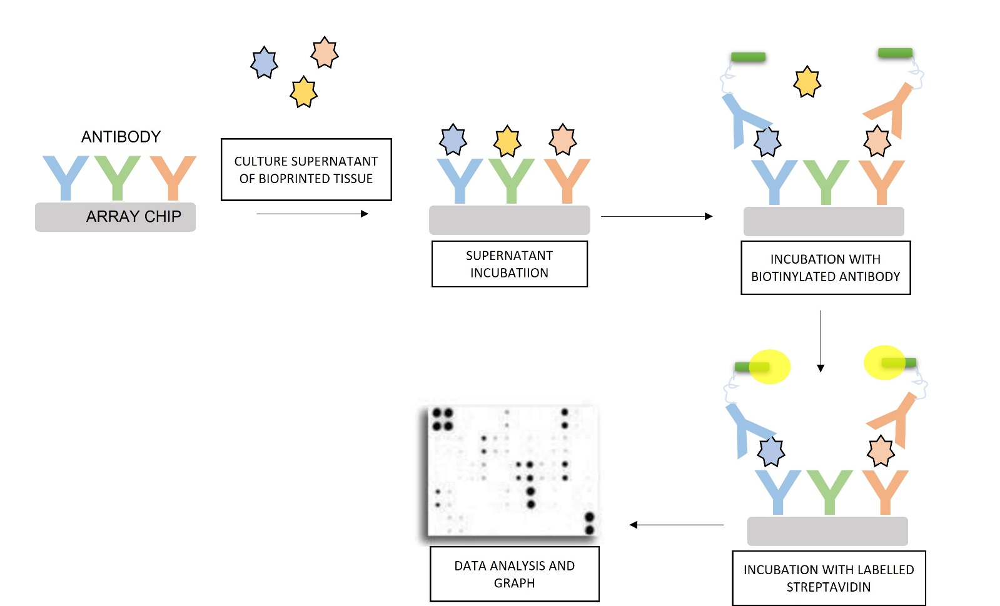 ANTIBODY
ARRAY CHIP
CULTURE SUPERNATANT
OF BIOPRINTED TISSUE
SUPERNATANT
INCUBATIION
INCUBATION WITH
BIOTINYLATED ANTIBODY
INCUBATION WITH LABELLED
STREPTAVIDIN
DATA ANALYSIS AND
GRAPH